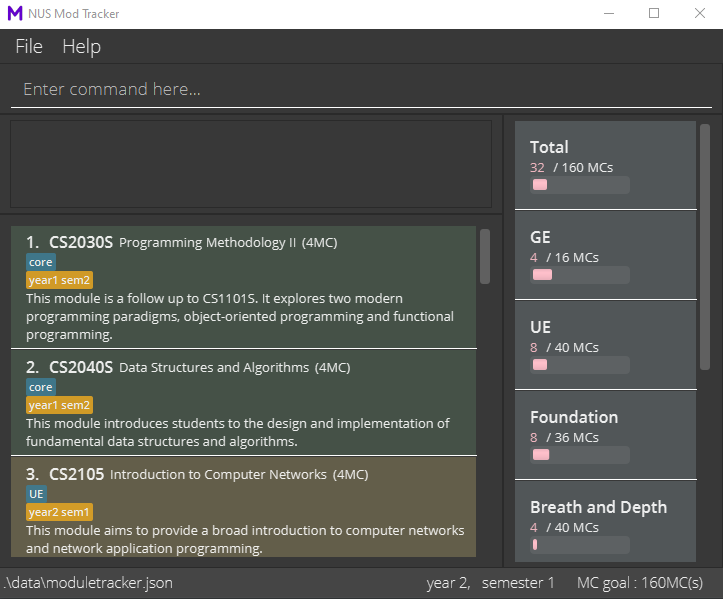 NUS Mod Tracker
File Help
Enter command here...
1. CS2030S Programming Methodology II (4MC)
core
year1 sem2
This module is a follow up to CS1101S. It explores two modern
programming paradigms, object-oriented programming and functional
programming.
2. CS2040S Data Structures and Algorithms (4MC)
core
year1 sem2
This module introduces students to the design and implementation of
fundamental data structures and algorithms.
3. CS2105 Introduction to Computer Networks (4MC)
UE
year2 sem1
This module aims to provide a broad introduction to computer networks
and network application programming.
Total
32 / 160 MCs
GE
4 / 16 MCs
UE
8 / 40 MCs
Foundation
8 / 36 MCs
Breath and Depth
4 / 40 MCs
.\data\moduletracker.json year 2, semester 1 MC goal : 160MC(s)